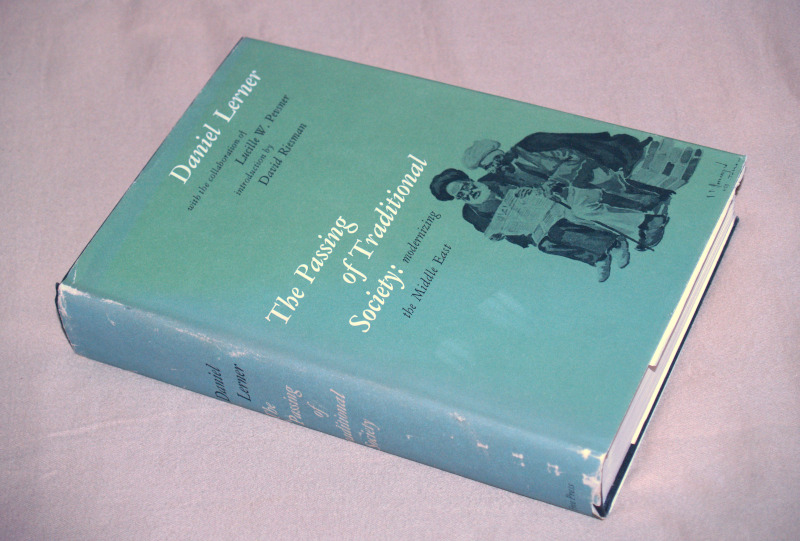 Daniel Lerner
with the collaboration of
Lucille W. Pevsner
introduction by
David Riesman
The Passing
of Traditional
Society: modernizing
the Middle East
Daniel
Lerner
The
Passing
of
Traditional
Society
Press